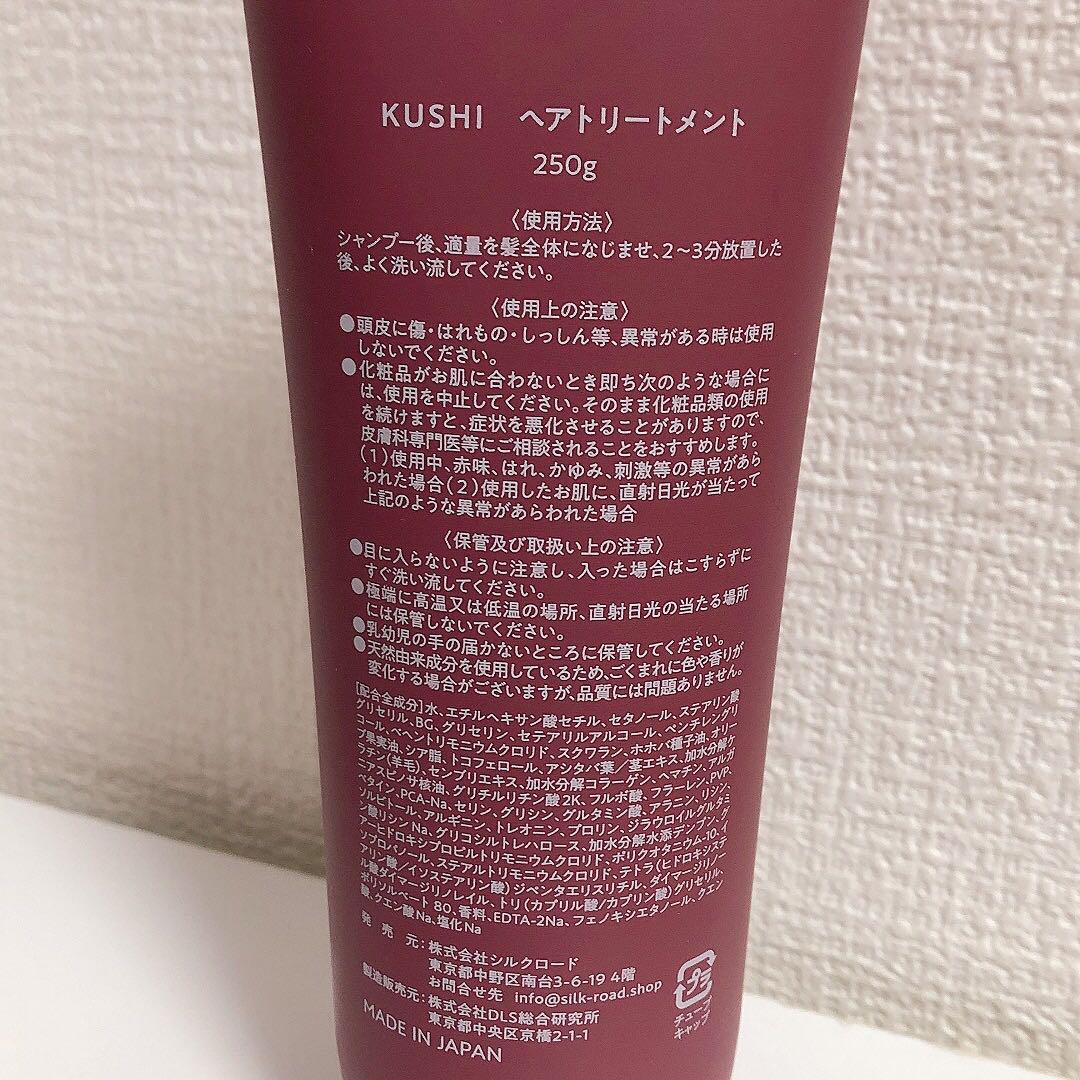 KUSHI ヘアトリートメント
250g
〈使用方法〉
シャンプー後、適量を髪全体になじませ、2〜3分放置した
後、よく洗い流してください。
〈使用上の注意〉
●頭皮に傷・はれもの・しっしん等、異常がある時は使用
しないでください。
●化粧品がお肌に合わないとき即ち次のような場合に
は、使用を中止してください。そのまま化粧品類の使用
を続けますと、症状を悪化させることがありますので、
皮膚科専門医等にご相談されることをおすすめします。
(1)使用中、赤味、はれ、かゆみ、刺激等の異常があら
われた場合(2)使用したお肌に、直射日光が当たって
上記のような異常があらわれた場合
〈保管及び取扱い上の注意〉
●目に入らないように注意し、入った場合はこすらずに
すぐ洗い流してください。
●極端に高温又は低温の場所、直射日光の当たる場所
には保管しないでください。
●乳幼児の手の届かないところに保管してください。
●天然由来成分を使用しているため、ごくまれに色や香りが
変化する場合がございますが、品質には問題ありません。
[配合全成分]水、エチルヘキサン酸セチル、セタノール、ステアリン酸
グリセリル、BG、グリセリン、セテアリルアルコール、ペンチレングリ
コール、ベヘントリモニウムクロリド、スクワラン、ホホバ種子油、オリー
ブ果実油、シア脂、トコフェロール、アシタバ葉/茎エキス、加水分解ケ
ラチン(羊毛)、センブリエキス、加水分解コラーゲン、ヘマチン、アルガ
ニアスピノサ核油、グリチルリチン酸2K、フルボ酸、フラーレン、PVP、
ベタイン、PCA-Na、セリン、グリシン、グルタミン酸、アラニン、リシン、
ソルビトール、アルギニン、トレオニン、プロリン、ジラウロイルグルタミ
ン酸リシンNa、グリコシルトレハロース、加水分解水添デンプン、グ
アーヒドロキシプロピルトリモニウムクロリド、ポリクオタニウム-10、イ
ソプロパノール、ステアルトリモニウムクロリド、テトラ(ヒドロキシステ
アリン酸/イソステアリン酸)ジペンタエリスリチル、ダイマージリノー
ル酸ダイマージリノレイル、トリ(カプリル酸/カプリン酸)グリセリル、
ポリソルベート80、香料、EDTA-2Na、フェノキシエタノール、クエン
酸、クエン酸Na、塩化Na
発売元:株式会社シルクロード
東京都中野区南台3-6-19 4階
お問合せ先 info@silk-road.shop
製造販売元:株式会社DLS総合研究所
東京都中央区京橋2-1-1
MADE IN JAPAN
プラ
チューブ
キャップ